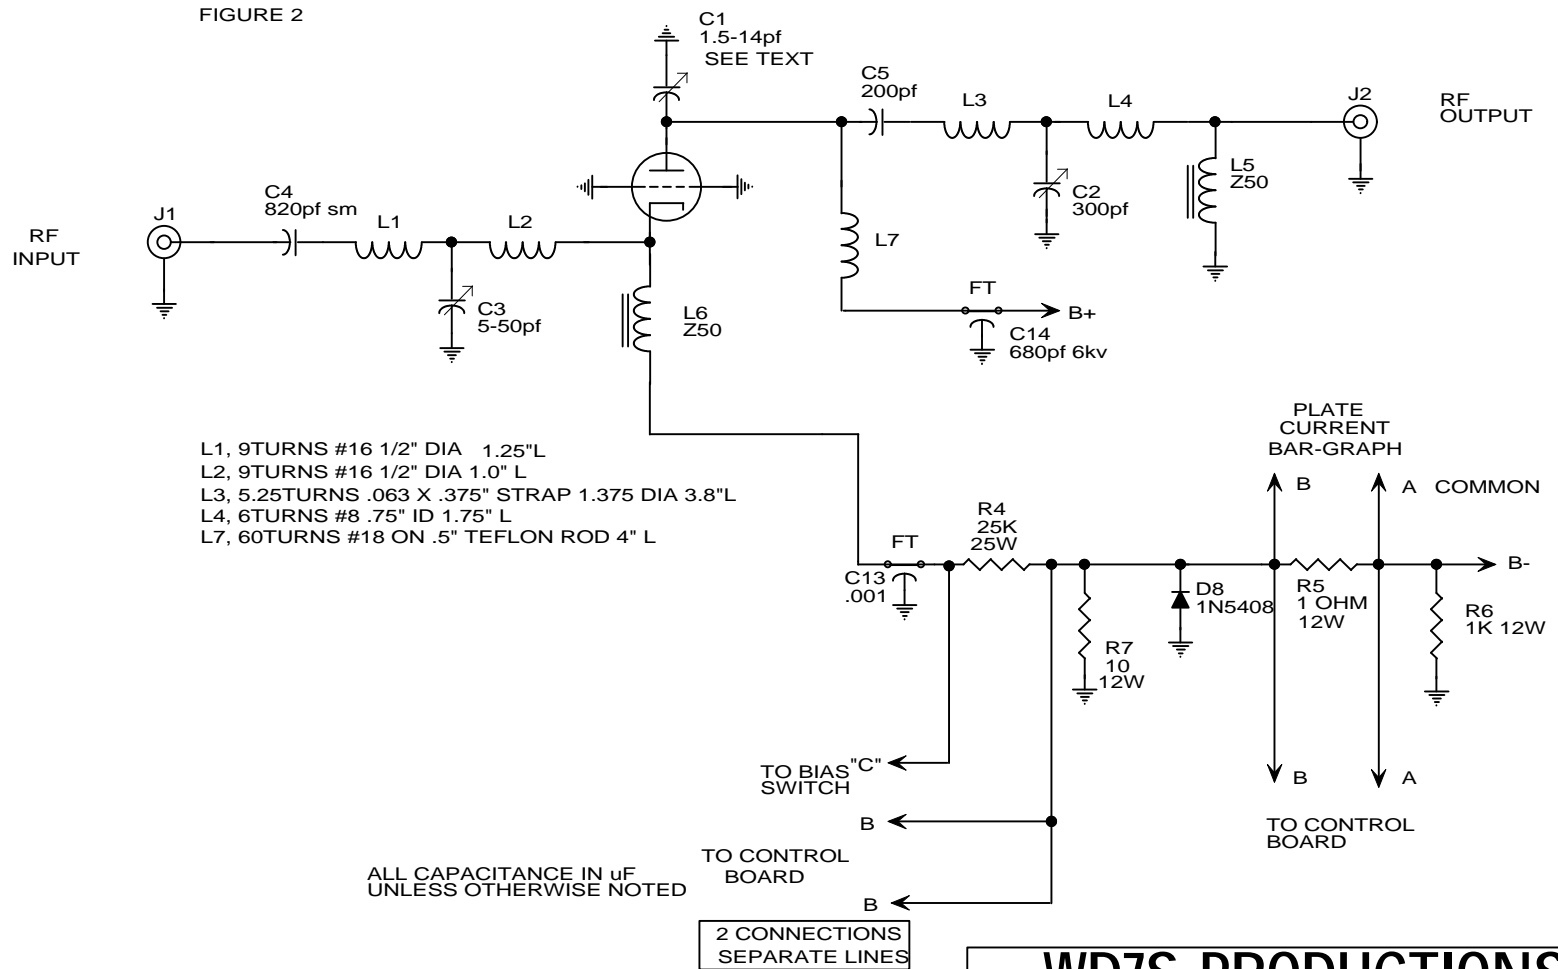 FIGURE 2
C1
1.5-14pf
SEE TEXT
C5
200pf
L3
L4
J2
RF
OUTPUT
L5
Z50
C2
300pf
C4
820pf sm
J1
L1
L2
RF
INPUT
L7
FT
B+
C14
680pf 6kv
C3
5-50pf
L6
Z50
PLATE
CURRENT
BAR-GRAPH
B
A COMMON
L1, 9TURNS #16 1/2" DIA 1.25"L
L2, 9TURNS #16 1/2" DIA 1.0" L
L3, 5.25TURNS .063 X .375" STRAP 1.375 DIA 3.8"L
L4, 6TURNS #8 .75" ID 1.75" L
L7, 60TURNS #18 ON .5" TEFLON ROD 4" L
R4
25K
25W
FT
C13
.001
D8
1N5408
R5
1 OHM
12W
B-
R6
1K 12W
R7
10
12W
TO BIAS "C"
SWITCH
B
TO CONTROL
BOARD
B
B
A
TO CONTROL
BOARD
ALL CAPACITANCE IN uF
UNLESS OTHERWISE NOTED
2 CONNECTIONS
SEPARATE LINES
WD7S PRODUCTIONS